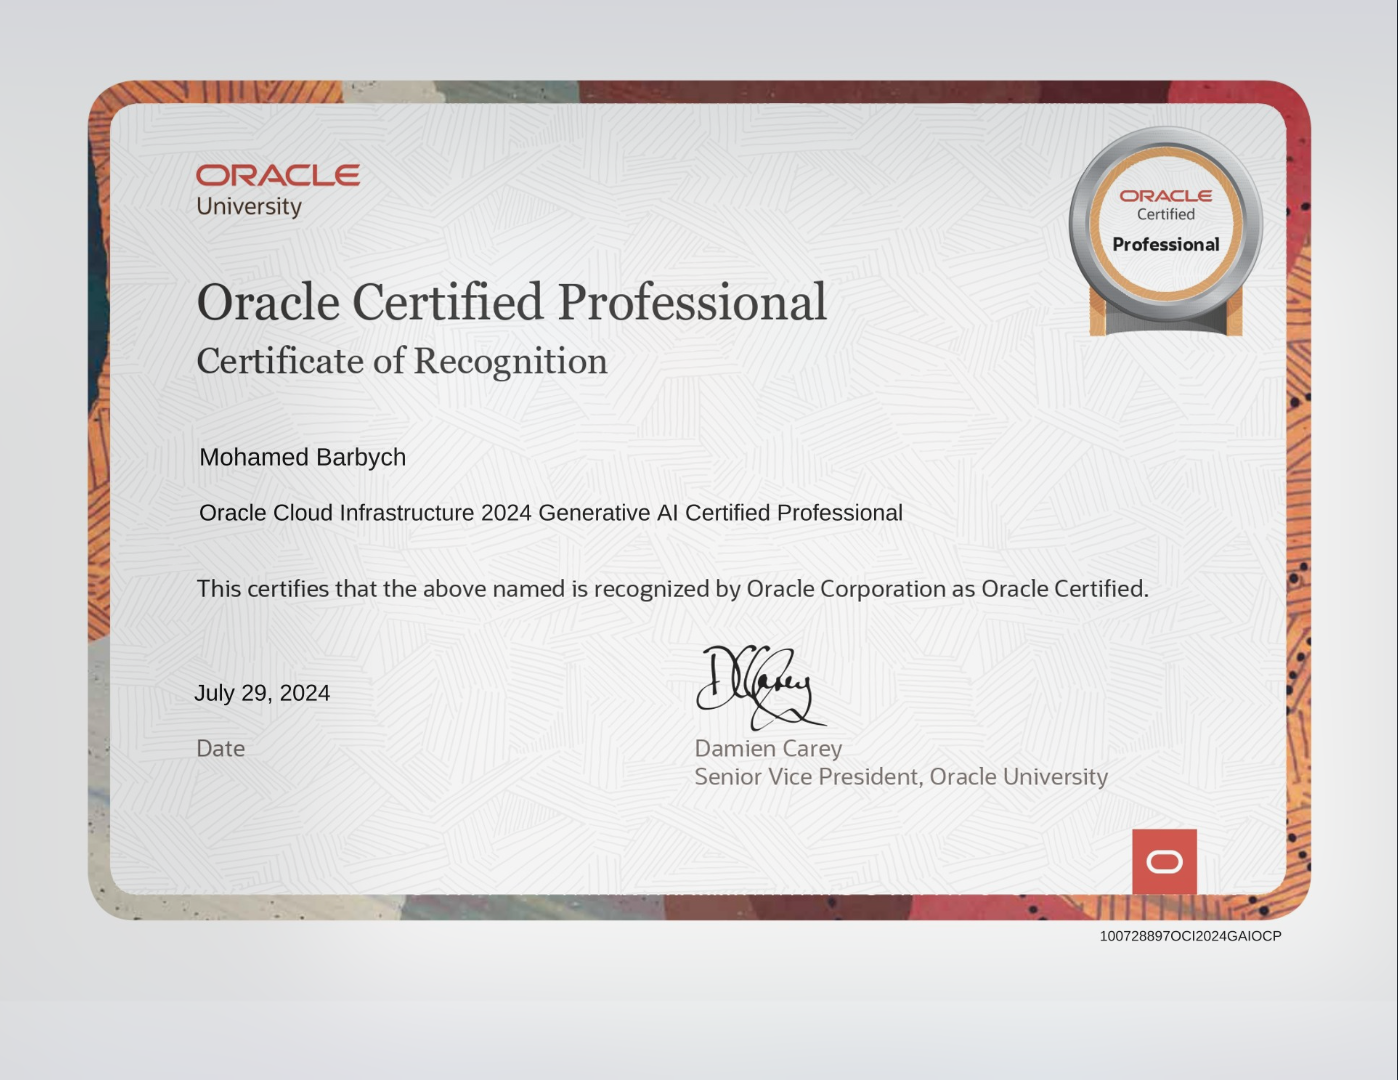 ORACLE
University
ORACLE
Certified
Professional
Oracle Certified Professional
Certificate of Recognition
Mohamed Barbych
Oracle Cloud Infrastructure 2024 Generative AI Certified Professional
This certifies that the above named is recognized by Oracle Corporation as Oracle Certified.
DCCarey
July 29, 2024
Date
Damien Carey
Senior Vice President, Oracle University
100728897OCI2024GAIOCP